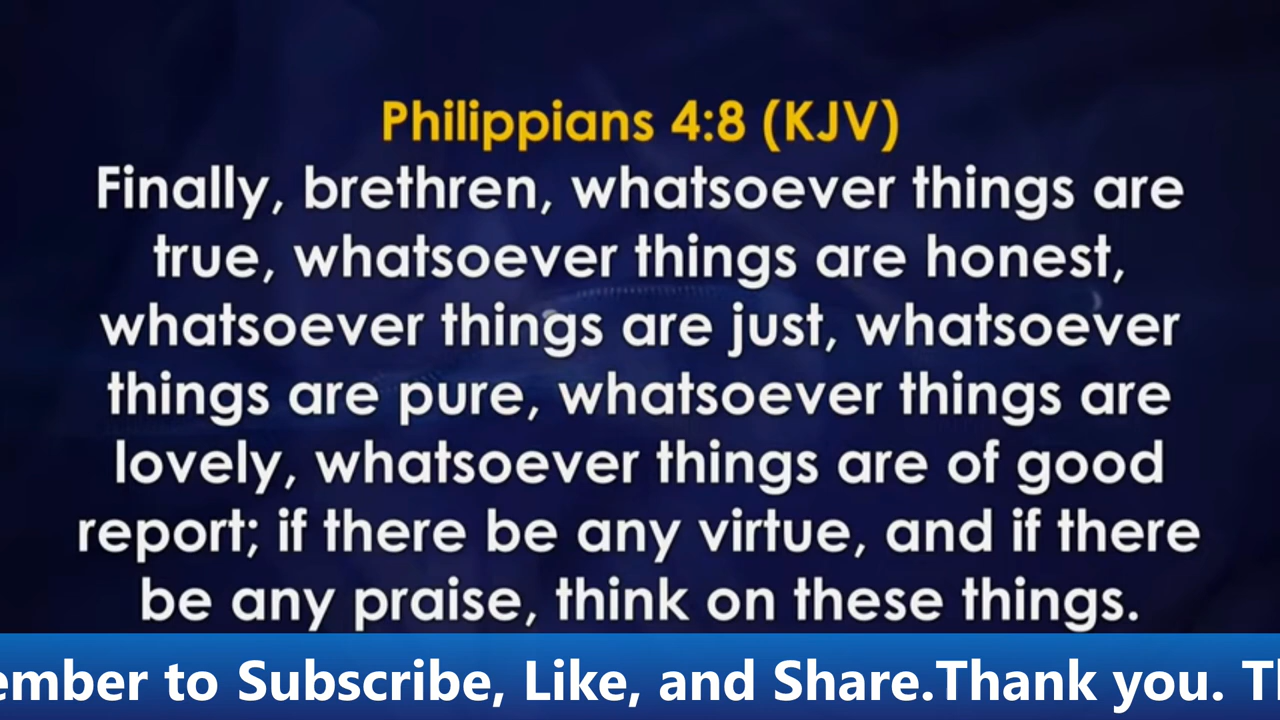 Philippians 4:8 (KJV)
Finally, brethren, whatsoever things are
true, whatsoever things are honest,
whatsoever things are just, whatsoever
things are pure, whatsoever things are
lovely, whatsoever things are of good
report; if there be any virtue, and if there
be any praise, think on these things.
ember to Subscribe, Like, and Share.Thank you. T